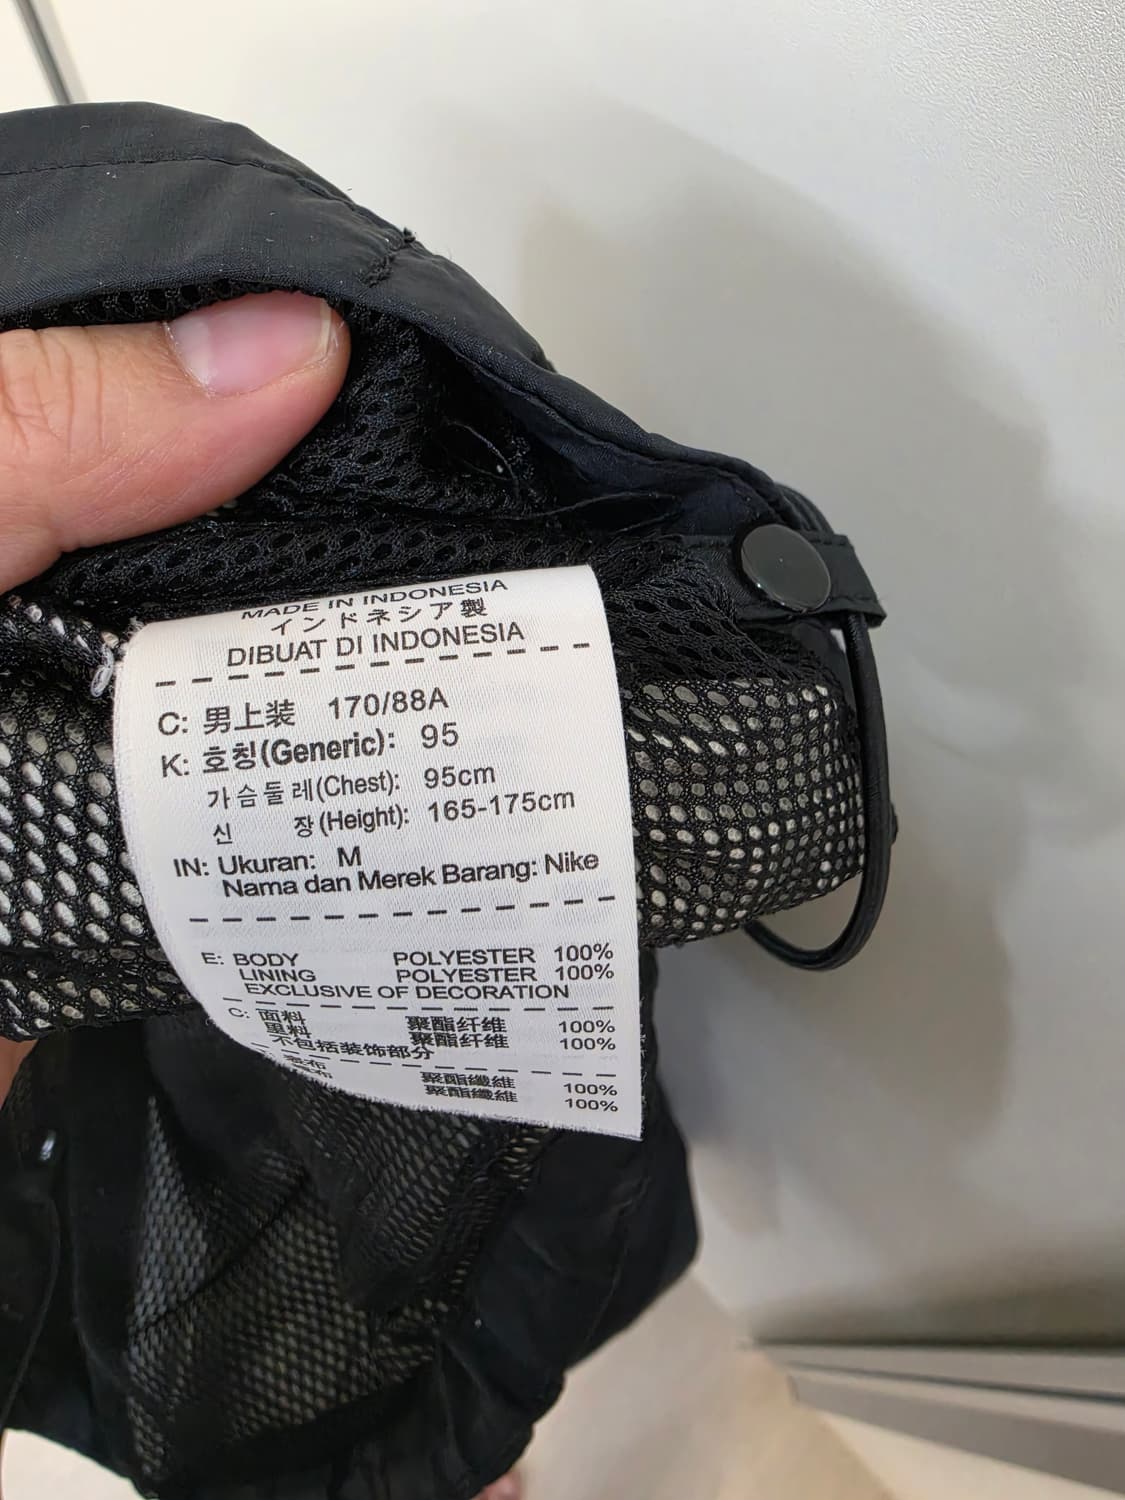 MADE IN INDONESIA
インドネシア製
DIBUAT DI INDONESIA
C: 男上装 170/88A
K: 호칭(Generic): 95
가슴둘레(Chest): 95cm
신 장(Height): 165-175cm
IN: Ukuran: M
Nama dan Merek Barang: Nike
E: BODY POLYESTER 100%
LINING POLYESTER 100%
EXCLUSIVE OF DECORATION
C: 面料 聚酯纤维 100%
里料 聚酯纤维 100%
不包括装饰部分
表布 聚酯纖維 100%
聚酯纖維 100%